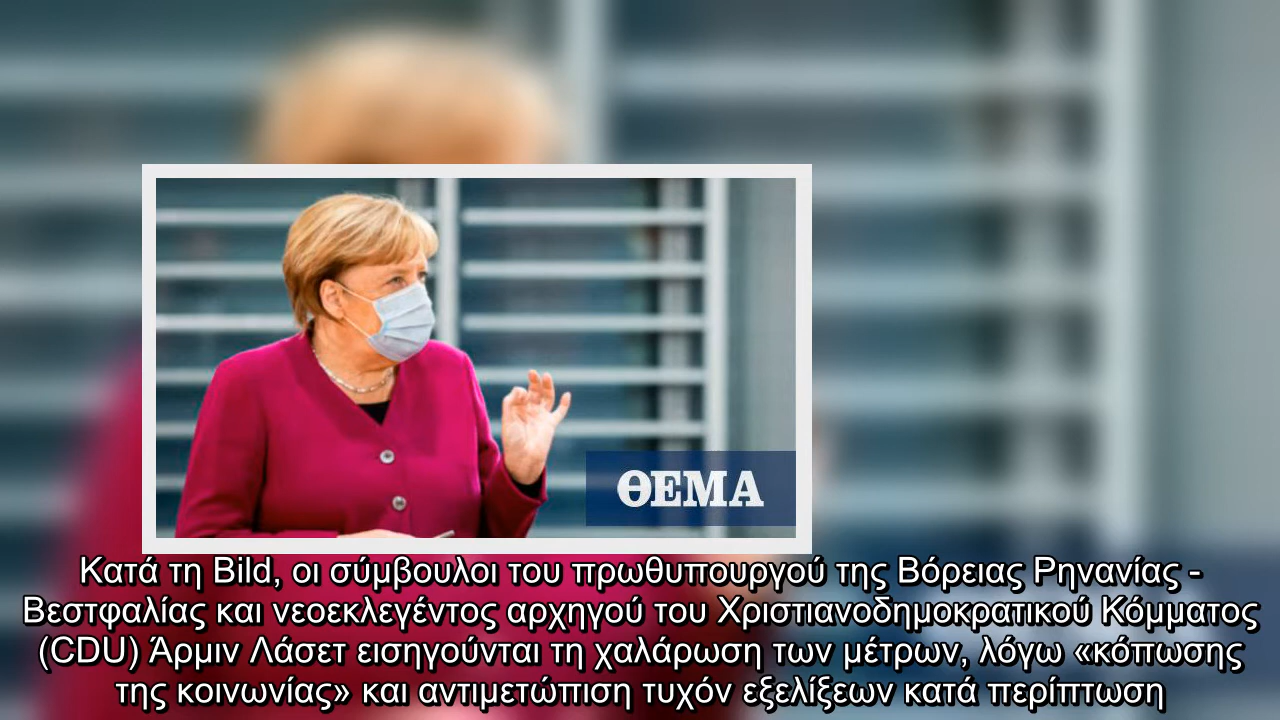 ΘΕΜΑ
Κατά τη Bild, οι σύμβουλοι του πρωθυπουργού της Βόρειας Ρηνανίας -
Βεστφαλίας και νεοεκλεγέντος αρχηγού του Χριστιανοδημοκρατικού Κόμματος
(CDU) Άρμιν Λάσετ εισηγούνται τη χαλάρωση των μέτρων, λόγω «κόπωσης
της κοινωνίας» και αντιμετώπιση τυχόν εξελίξεων κατά περίπτωση